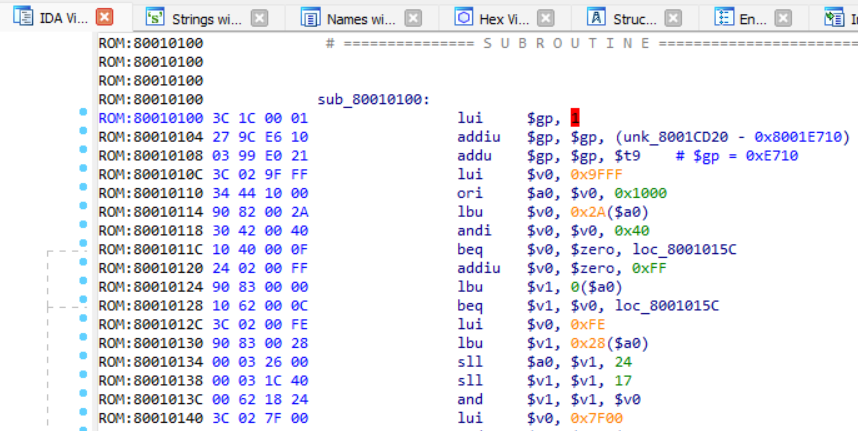 IDA Vi... Strings wi... Names wi... Hex Vi... Struc... En... I
ROM:80010100 # =============== S U B R O U T I N E =======================
ROM:80010100
ROM:80010100
ROM:80010100 sub_80010100:
ROM:80010100 3C 1C 00 01 lui $gp, 1
ROM:80010104 27 9C E6 10 addiu $gp, $gp, (unk_8001CD20 - 0x8001E710)
ROM:80010108 03 99 E0 21 addu $gp, $gp, $t9 # $gp = 0xE710
ROM:8001010C 3C 02 9F FF lui $v0, 0x9FFF
ROM:80010110 34 44 10 00 ori $a0, $v0, 0x1000
ROM:80010114 90 82 00 2A lbu $v0, 0x2A($a0)
ROM:80010118 30 42 00 40 andi $v0, $v0, 0x40
ROM:8001011C 10 40 00 0F beq $v0, $zero, loc_8001015C
ROM:80010120 24 02 00 FF addiu $v0, $zero, 0xFF
ROM:80010124 90 83 00 00 lbu $v1, 0($a0)
ROM:80010128 10 62 00 0C beq $v1, $v0, loc_8001015C
ROM:8001012C 3C 02 00 FE lui $v0, 0xFE
ROM:80010130 90 83 00 28 lbu $v1, 0x28($a0)
ROM:80010134 00 03 26 00 sll $a0, $v1, 24
ROM:80010138 00 03 1C 40 sll $v1, $v1, 17
ROM:8001013C 00 62 18 24 and $v1, $v1, $v0
ROM:80010140 3C 02 7F 00 lui $v0, 0x7F00